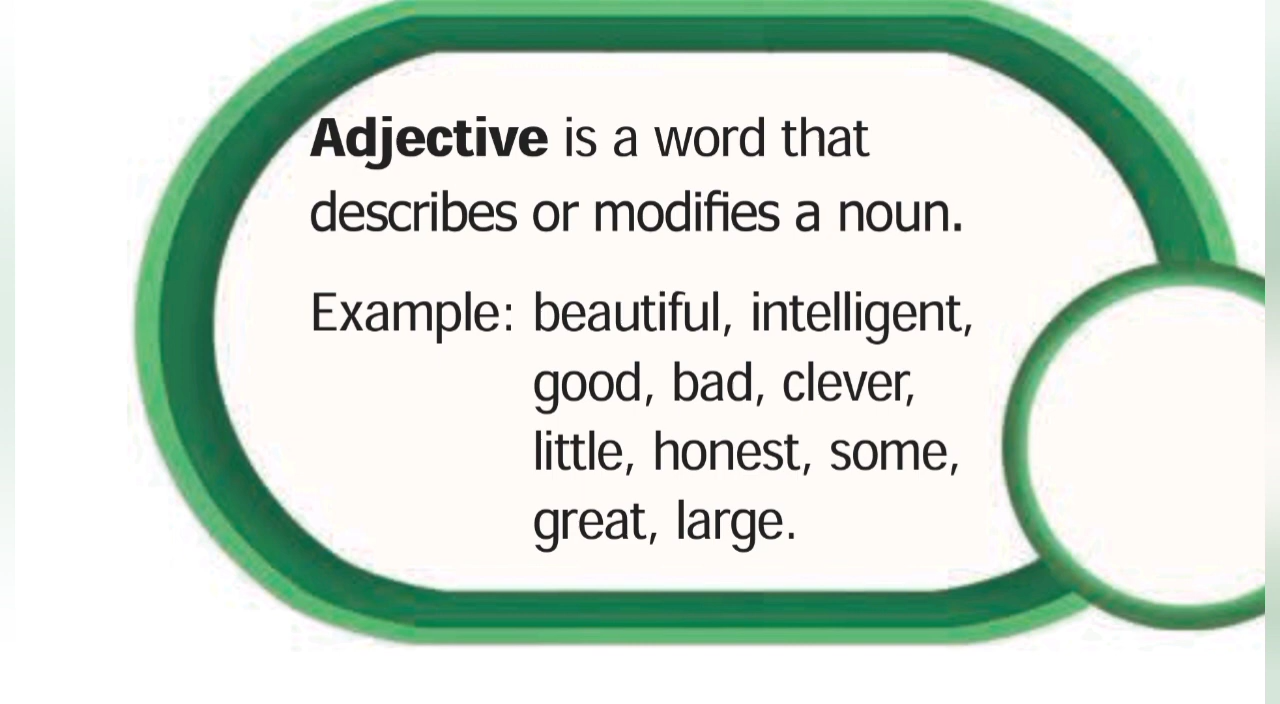 Adjective is a word that
describes or modifies a noun.
Example: beautiful, intelligent,
good, bad, clever,
little, honest, some,
great, large.